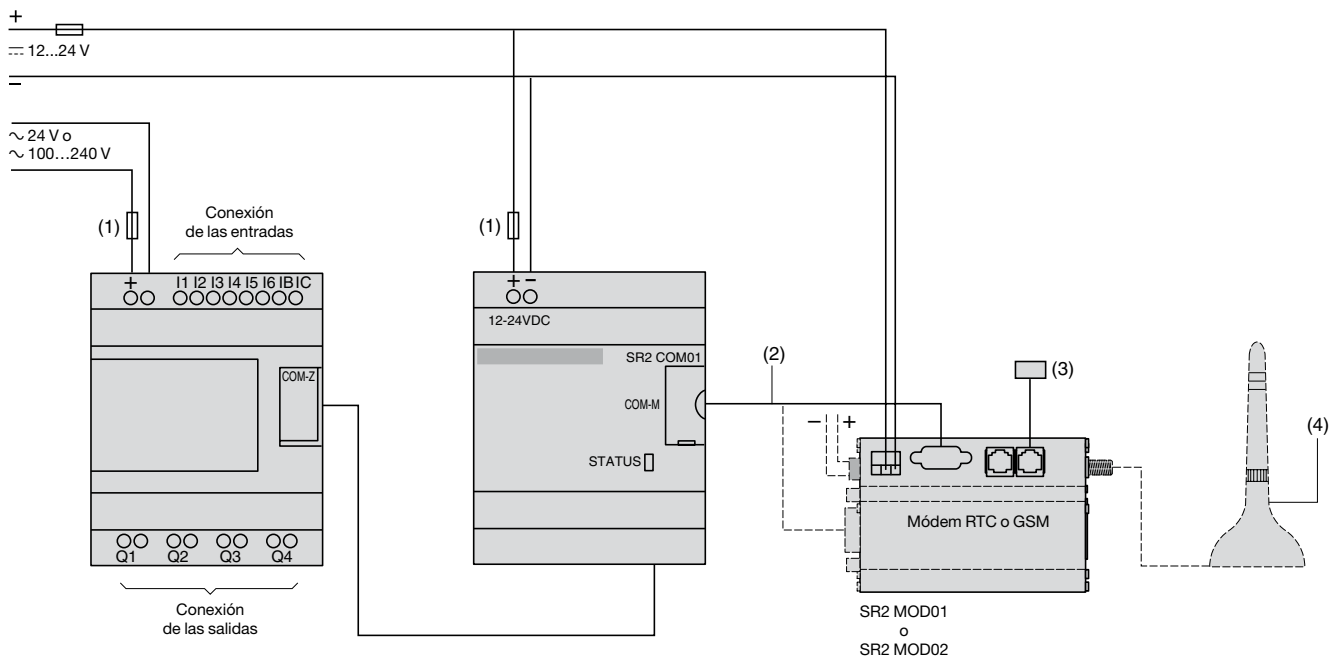 +
12...24 V
–
~ 24 V o
~ 100...240 V
(1)
Conexión
de las entradas
+
I1 I2 I3 I4 I5 I6 IB IC
COM-Z
Q1 Q2 Q3 Q4
Conexión
de las salidas
(1)
+ –
12-24VDC
SR2 COM01
COM-M
STATUS
(2)
– +
(3)
Módem RTC o GSM
SR2 MOD01
o
SR2 MOD02
(4)